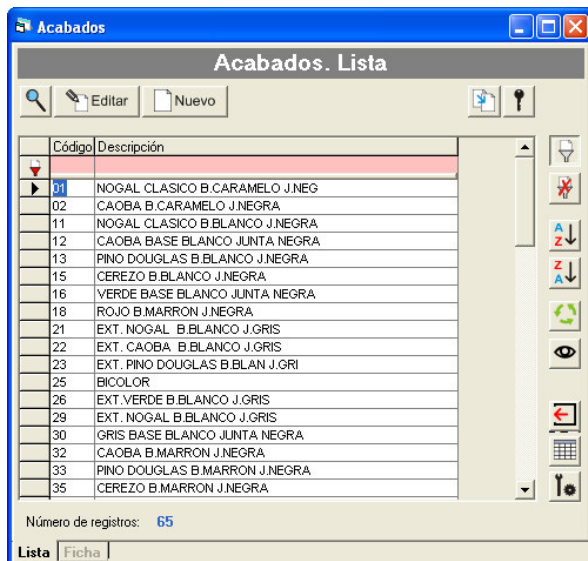 Acabados
Acabados. Lista
Editar Nuevo
Código Descripción
01 NOGAL CLASICO B.CARAMELO J.NEG
02 CAOBA B.CARAMELO J.NEGRA
11 NOGAL CLASICO B.BLANCO J.NEGRA
12 CAOBA BASE BLANCO JUNTA NEGRA
13 PINO DOUGLAS B.BLANCO J.NEGRA
15 CEREZO B.BLANCO J.NEGRA
16 VERDE BASE BLANCO JUNTA NEGRA
18 ROJO B.MARRON J.NEGRA
21 EXT. NOGAL  B.BLANCO J.GRIS
22 EXT. CAOBA  B.BLANCO J.GRIS
23 EXT. PINO DOUGLAS B.BLAN J.GRI
25 BICOLOR
26 EXT.VERDE B.BLANCO J.GRIS
29 EXT. NOGAL B.BLANCO J.GRIS
30 GRIS BASE BLANCO JUNTA NEGRA
32 CAOBA B.MARRON J.NEGRA
33 PINO DOUGLAS B.MARRON J.NEGRA
35 CEREZO B.MARRON J.NEGRA
A Z
Z A
Número de registros: 65
Lista Ficha